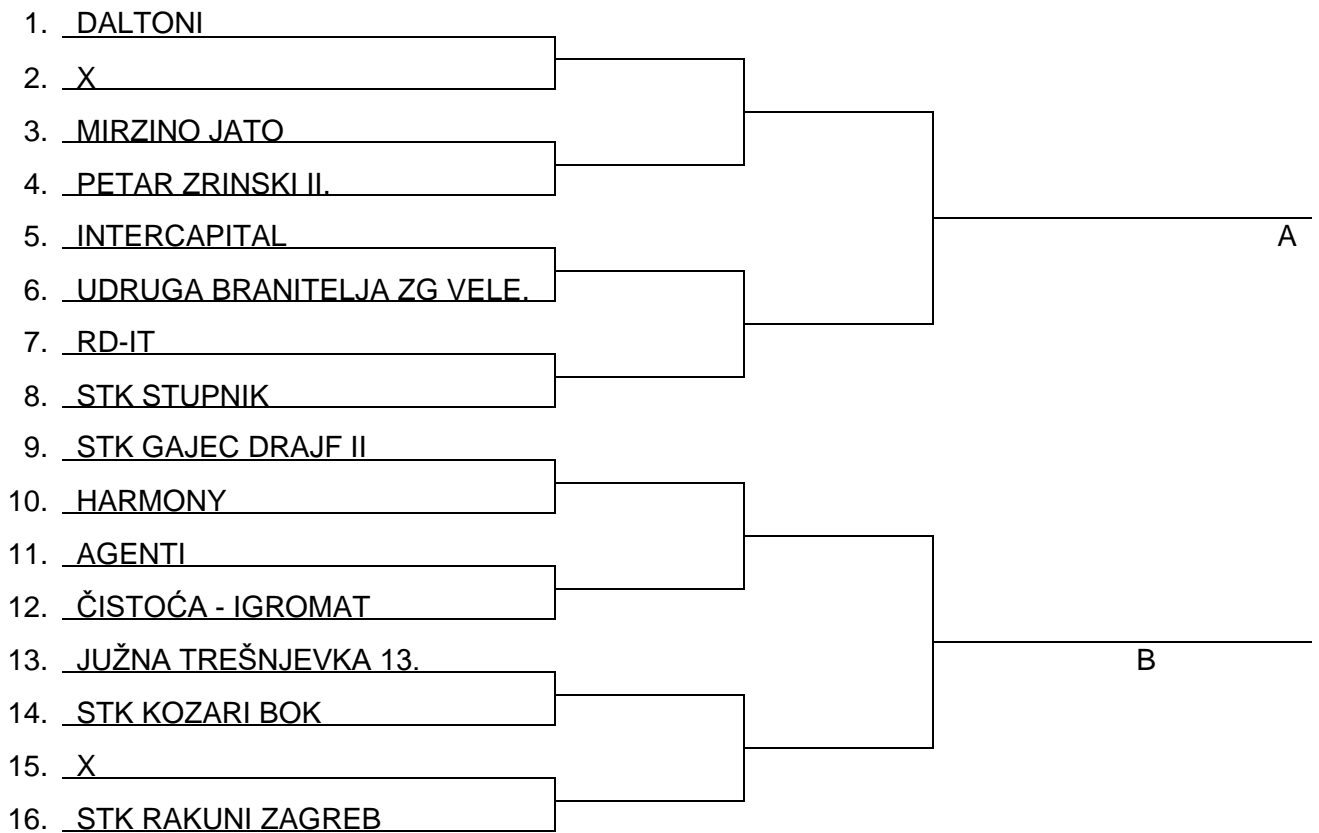 1. DALTONI
2. X
3. MIRZINO JATO
4. PETAR ZRINSKI II.
5. INTERCAPITAL
A
6. UDRUGA BRANITELJA ZG VELE.
7. RD-IT
8. STK STUPNIK
9. STK GAJEC DRAJF II
10. HARMONY
11. AGENTI
12. ČISTOĆA - IGROMAT
13. JUŽNA TREŠNJEVKA 13.
B
14. STK KOZARI BOK
15. X
16. STK RAKUNI ZAGREB